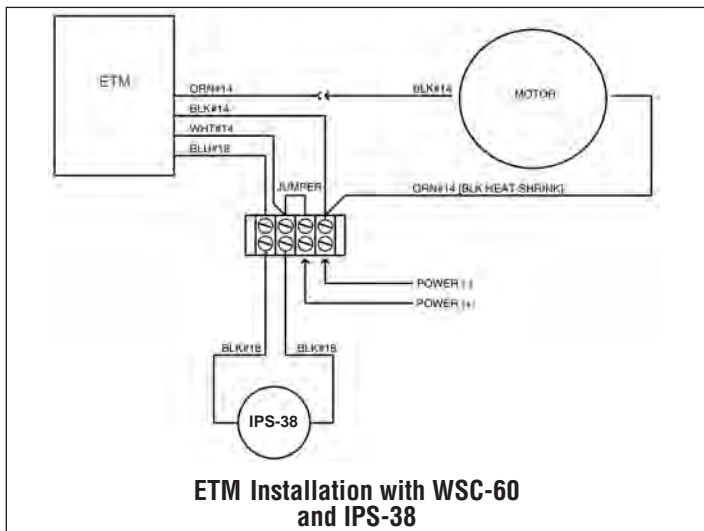 ETM
ORN#14
BLK#14
MOTOR
BLK#14
WHT#14
BLU#18
JUMPER
ORN#14 [BLK HEAT-SHRINK]
POWER (-)
POWER (+)
BLK#18
BLK#18
IPS-38
ETM Installation with WSC-60
and IPS-38